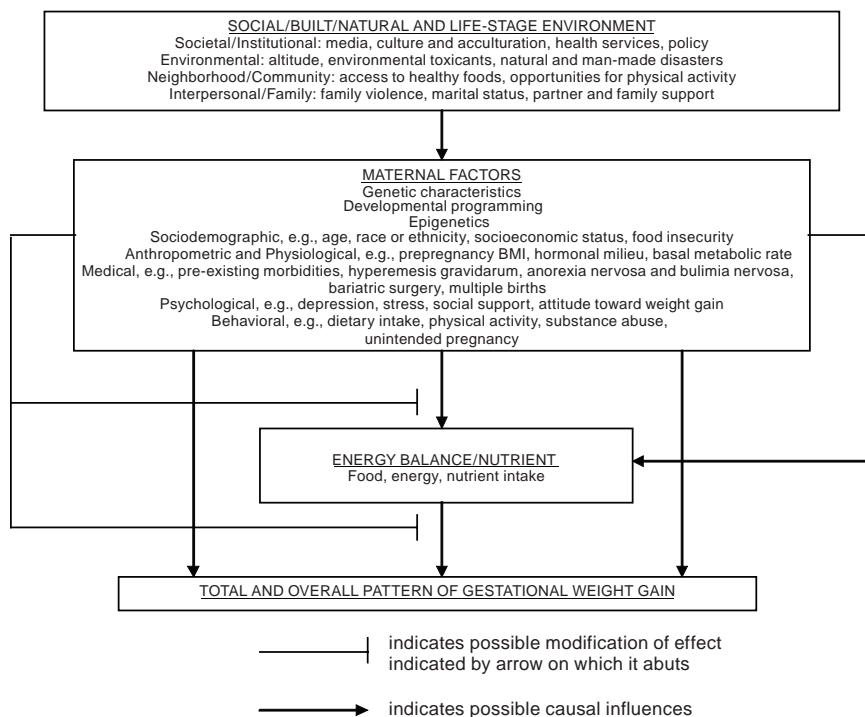 SOCIAL/BUILT/NATURAL AND LIFE-STAGE ENVIRONMENT
Societal/Institutional: media, culture and acculturation, health services, policy
Environmental: altitude, environmental toxicants, natural and man-made disasters
Neighborhood/Community: access to healthy foods, opportunities for physical activity
Interpersonal/Family: family violence, marital status, partner and family support
MATERNAL FACTORS
Genetic characteristics
Developmental programming
Epigenetics
Sociodemographic, e.g., age, race or ethnicity, socioeconomic status, food insecurity
Anthropometric and Physiological, e.g., prepregnancy BMI, hormonal milieu, basal metabolic rate
Medical, e.g., pre-existing morbidities, hyperemesis gravidarum, anorexia nervosa and bulimia nervosa,
bariatric surgery, multiple births
Psychological, e.g., depression, stress, social support, attitude toward weight gain
Behavioral, e.g., dietary intake, physical activity, substance abuse,
unintended pregnancy
ENERGY BALANCE/NUTRIENT
Food, energy, nutrient intake
TOTAL AND OVERALL PATTERN OF GESTATIONAL WEIGHT GAIN
indicates possible modification of effect
indicated by arrow on which it abuts
indicates possible causal influences